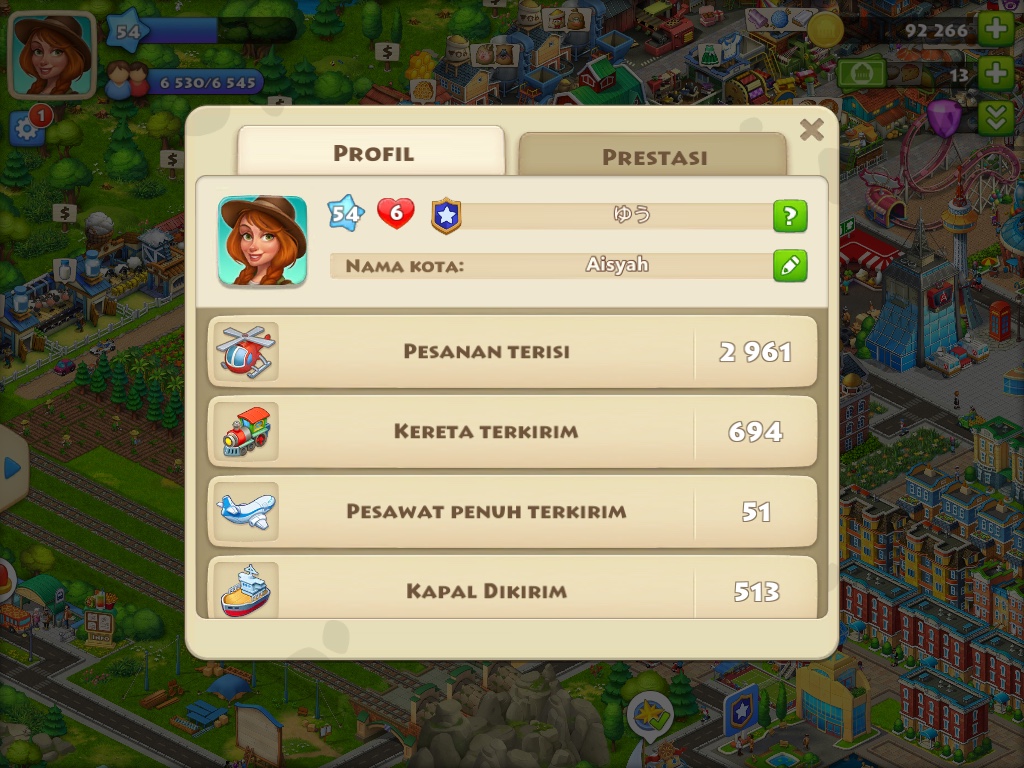 54
92 266
6 530/6 545
13
1
Profil
Prestasi
54
6
ゆう
?
Nama kota:
Aisyah
Pesanan terisi
2 961
Kereta terkirim
694
Pesawat penuh terkirim
51
Kapal Dikirim
513